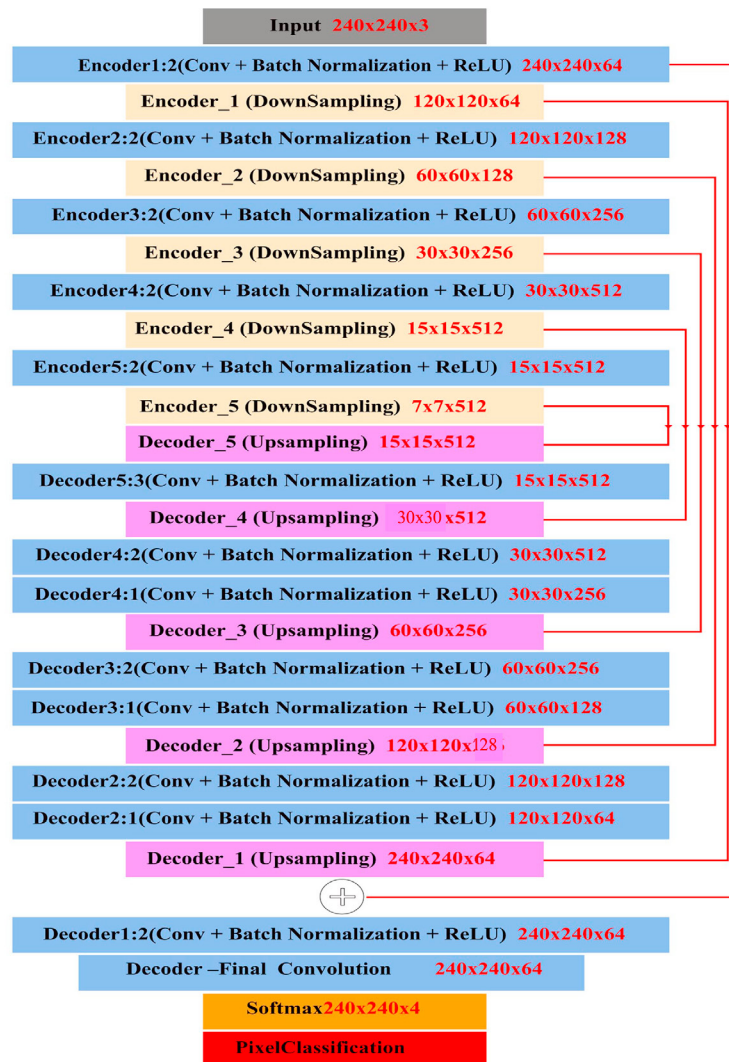 Input 240x240x3
Encoder1:2(Conv + Batch Normalization + ReLU) 240x240x64
Encoder_1 (DownSampling) 120x120x64
Encoder2:2(Conv + Batch Normalization + ReLU) 120x120x128
Encoder_2 (DownSampling) 60x60x128
Encoder3:2(Conv + Batch Normalization + ReLU) 60x60x256
Encoder_3 (DownSampling) 30x30x256
Encoder4:2(Conv + Batch Normalization + ReLU) 30x30x512
Encoder_4 (DownSampling) 15x15x512
Encoder5:2(Conv + Batch Normalization + ReLU) 15x15x512
Encoder_5 (DownSampling) 7x7x512
Decoder_5 (Upsampling) 15x15x512
Decoder5:3(Conv + Batch Normalization + ReLU) 15x15x512
Decoder_4 (Upsampling) 30x30x512
Decoder4:2(Conv + Batch Normalization + ReLU) 30x30x512
Decoder4:1(Conv + Batch Normalization + ReLU) 30x30x256
Decoder_3 (Upsampling) 60x60x256
Decoder3:2(Conv + Batch Normalization + ReLU) 60x60x256
Decoder3:1(Conv + Batch Normalization + ReLU) 60x60x128
Decoder_2 (Upsampling) 120x120x128
Decoder2:2(Conv + Batch Normalization + ReLU) 120x120x128
Decoder2:1(Conv + Batch Normalization + ReLU) 120x120x64
Decoder_1 (Upsampling) 240x240x64
+
Decoder1:2(Conv + Batch Normalization + ReLU) 240x240x64
Decoder –Final Convolution 240x240x64
Softmax240x240x4
PixelClassification